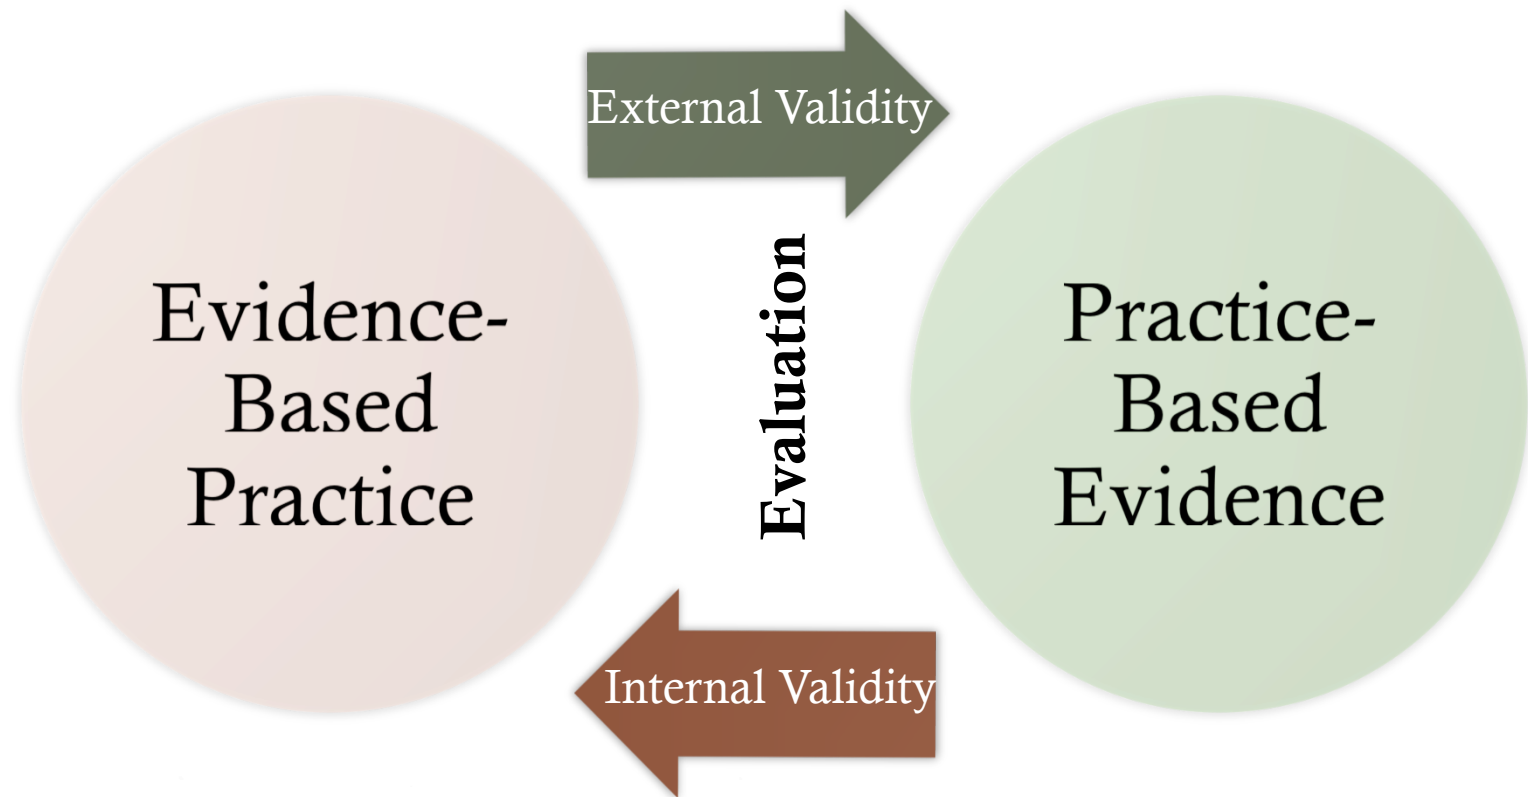 External Validity
Evidence-
Based
Practice
Evaluation
Practice-
Based
Evidence
Internal Validity